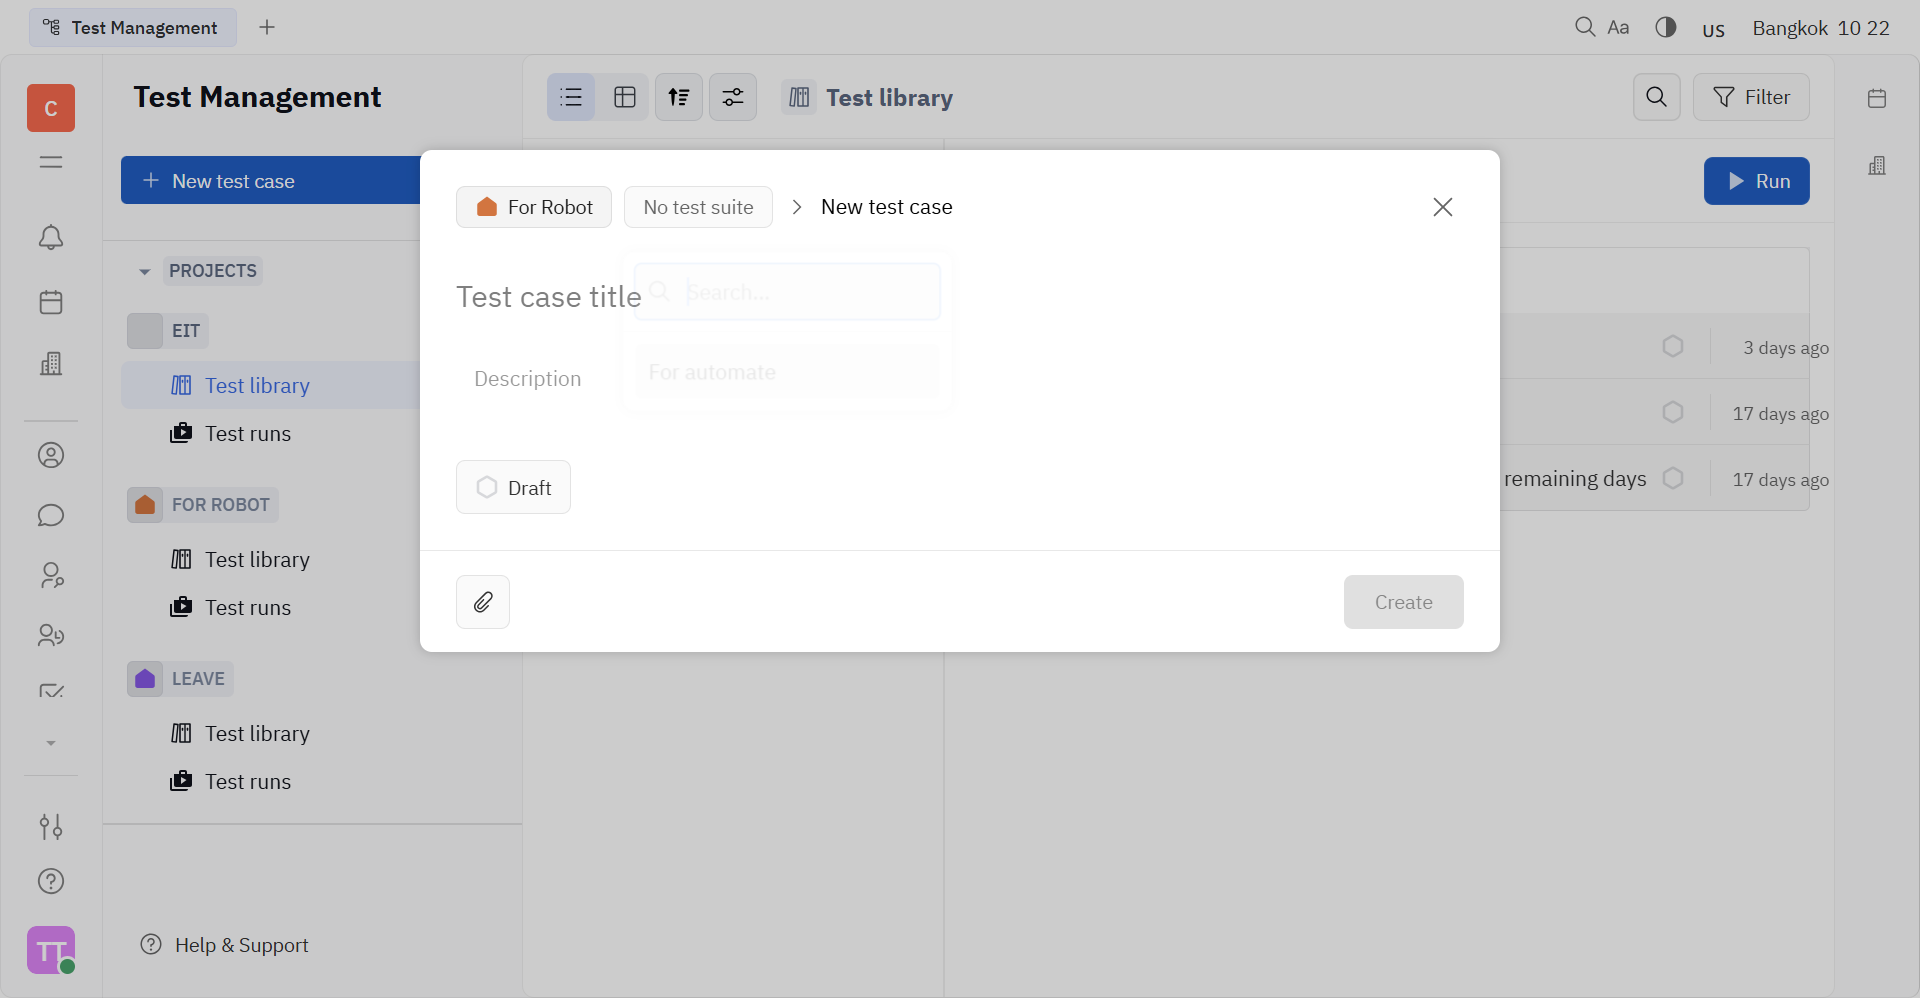 Test Management
Aa
US
Bangkok 10 22
C
Test Management
Test library
Filter
New test case
Run
For Robot
No test suite
New test case
PROJECTS
Test case title
Search...
EIT
Test library
Test runs
Description
For automate
3 days ago
17 days ago
remaining days
17 days ago
Draft
FOR ROBOT
Test library
Test runs
Create
LEAVE
Test library
Test runs
Help & Support
TT